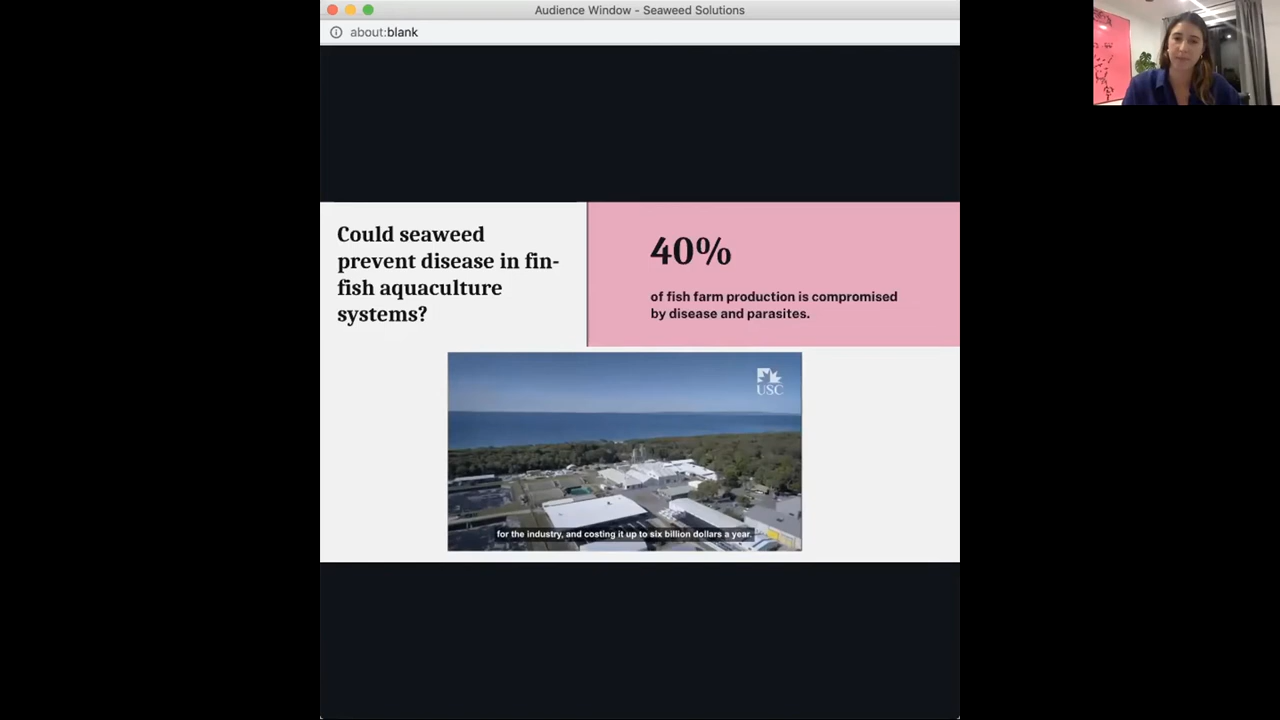 Audience Window - Seaweed Solutions
about:blank
Could seaweed
prevent disease in fin-
fish aquaculture
systems?
40%
of fish farm production is compromised
by disease and parasites.
USC
for the industry, and costing it up to six billion dollars a year.